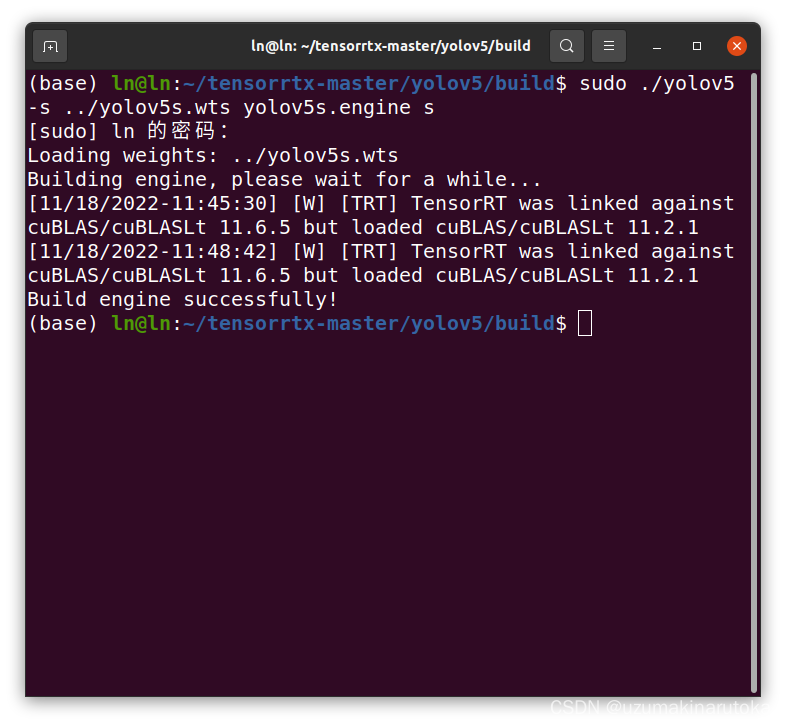 ln@ln: ~/tensorrtx-master/yolov5/build
(base) ln@ln:~/tensorrtx-master/yolov5/build$ sudo ./yolov5
-s ../yolov5s.wts yolov5s.engine s
[sudo] ln 的密码：
Loading weights: ../yolov5s.wts
Building engine, please wait for a while...
[11/18/2022-11:45:30] [W] [TRT] TensorRT was linked against
cuBLAS/cuBLASLt 11.6.5 but loaded cuBLAS/cuBLASLt 11.2.1
[11/18/2022-11:48:42] [W] [TRT] TensorRT was linked against
cuBLAS/cuBLASLt 11.6.5 but loaded cuBLAS/cuBLASLt 11.2.1
Build engine successfully!
(base) ln@ln:~/tensorrtx-master/yolov5/build$
CSDN @uzumakinarutoka